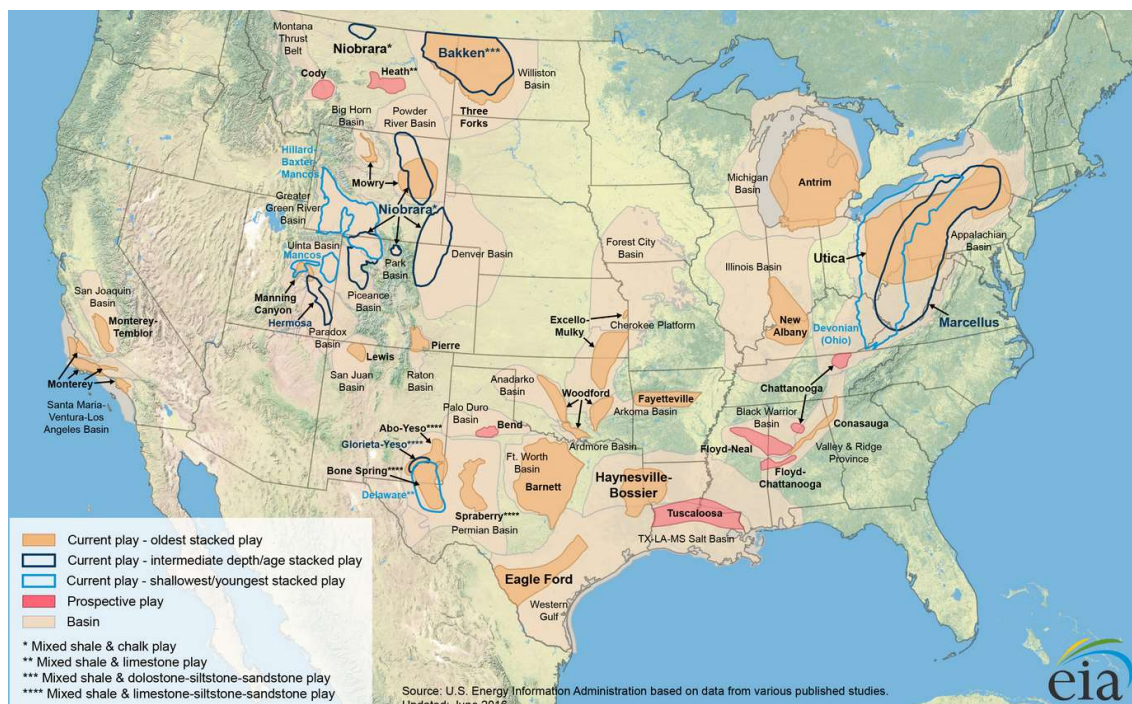 Montana
Thrust
Belt
Niobrara*
Bakken***
Cody
Heath**
Williston
Basin
Big Horn
Basin
Powder
River Basin
Three
Forks
Hillard-
Baxter-
Mancos
Mowry
Greater
Green River
Basin
Niobrara*
Michigan
Basin
Antrim
Uinta Basin
Mancos
Park
Basin
Denver Basin
Forest City
Basin
Illinois Basin
Utica
Appalachian
Basin
San Joaquin
Basin
Manning
Canyon
Piceance
Basin
Hermosa
Monterey-
Temblor
Paradox
Basin
Excello-
Mulky
Cherokee Platform
New
Albany
Devonian
(Ohio)
Marcellus
Lewis
Pierre
Monterey
San Juan
Basin
Raton
Basin
Anadarko
Basin
Woodford
Fayetteville
Chattanooga
Santa Maria-
Ventura-Los
Angeles Basin
Palo Duro
Basin
Arkoma Basin
Black Warrior
Basin
Conasauga
Abo-Yeso****
Bend
Glorieta-Yeso****
Ardmore Basin
Floyd-Neal
Valley & Ridge
Province
Bone Spring****
Ft. Worth
Basin
Haynesville-
Bossier
Floyd-
Chattanooga
Delaware**
Barnett
Spraberry****
Permian Basin
Tuscaloosa
TX-LA-MS Salt Basin
Eagle Ford
Western
Gulf
Current play - oldest stacked play
Current play - intermediate depth/age stacked play
Current play - shallowest/youngest stacked play
Prospective play
Basin
* Mixed shale & chalk play
** Mixed shale & limestone play
*** Mixed shale & dolostone-siltstone-sandstone play
**** Mixed shale & limestone-siltstone-sandstone play
Source: U.S. Energy Information Administration based on data from various published studies.
Updated: June 2016
eia